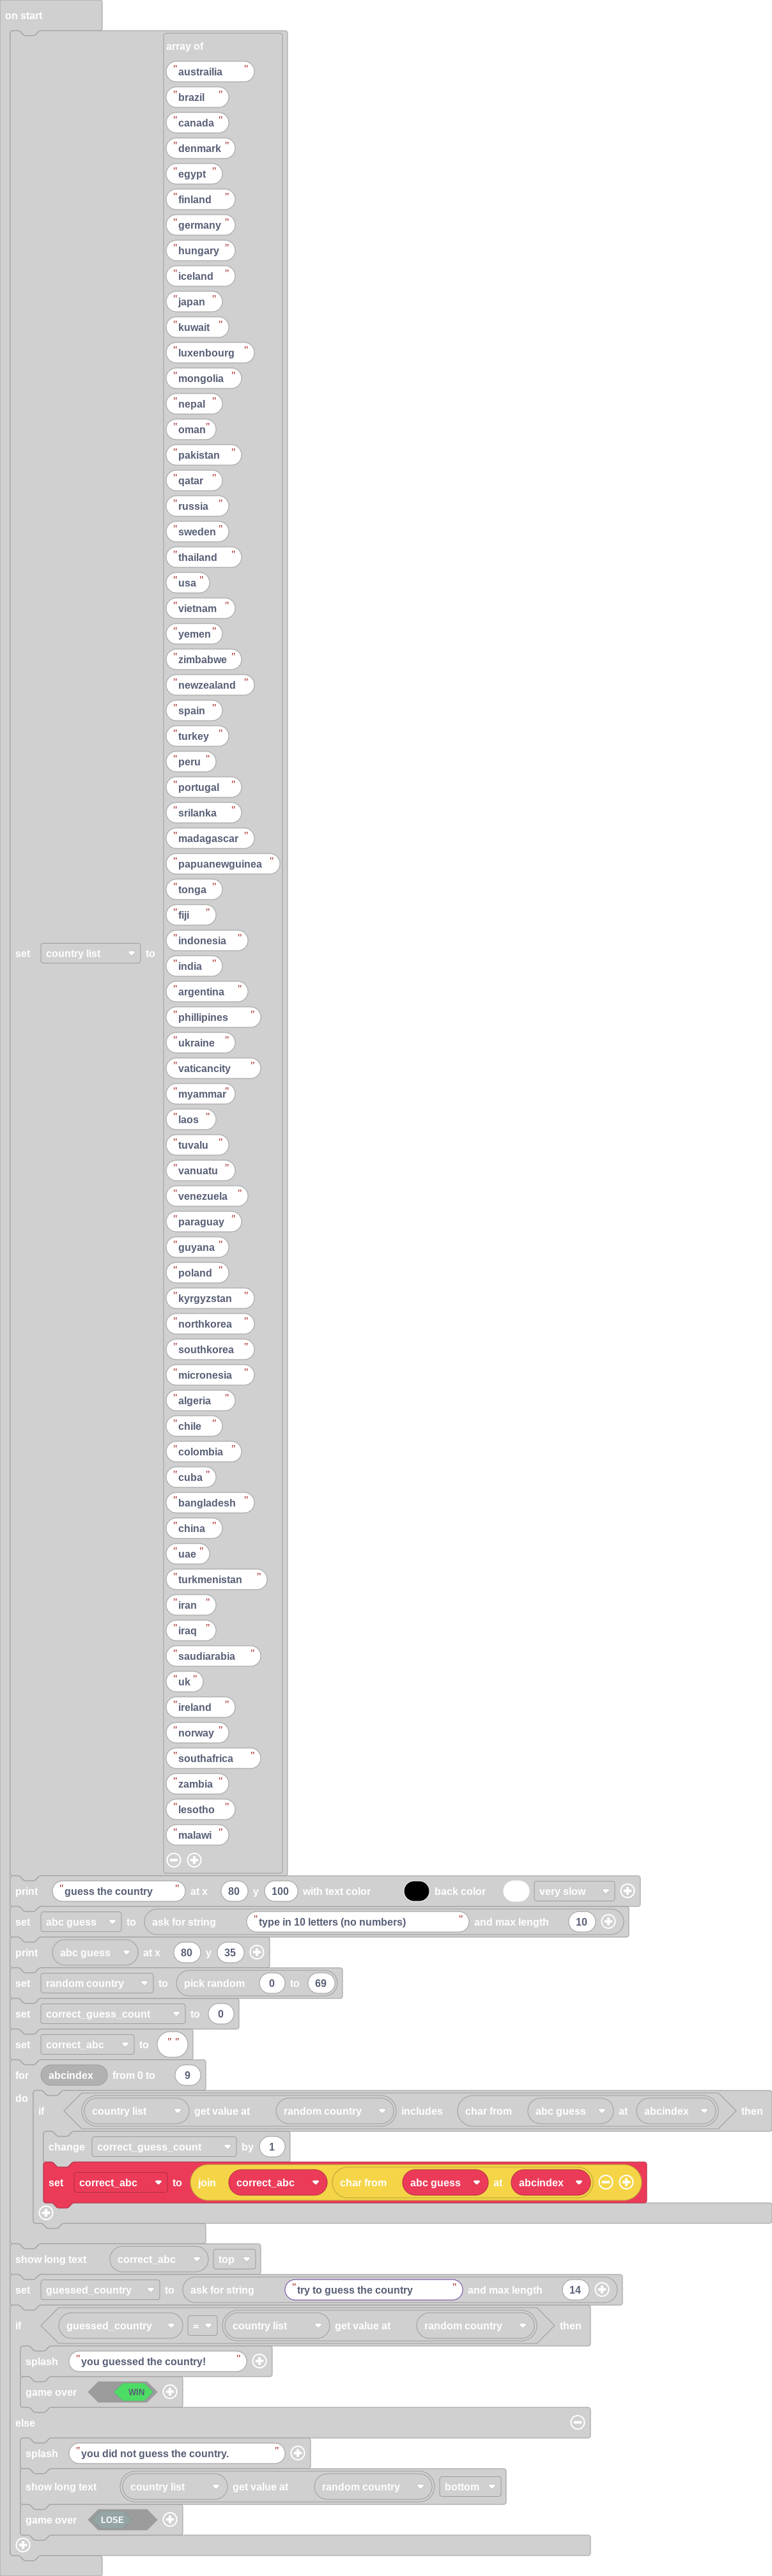 on start
array of
"austrailia"
"brazil"
"canada"
"denmark"
"egypt"
"finland"
"germany"
"hungary"
"iceland"
"japan"
"kuwait"
"luxenbourg"
"mongolia"
"nepal"
"oman"
"pakistan"
"qatar"
"russia"
"sweden"
"thailand"
"usa"
"vietnam"
"yemen"
"zimbabwe"
"newzealand"
"spain"
"turkey"
"peru"
"portugal"
"srilanka"
"madagascar"
"papuanewguinea"
"tonga"
"fiji"
"indonesia"
set country list to
"india"
"argentina"
"phillipines"
"ukraine"
"vaticancity"
"myammar"
"laos"
"tuvalu"
"vanuatu"
"venezuela"
"paraguay"
"guyana"
"poland"
"kyrgyzstan"
"northkorea"
"southkorea"
"micronesia"
"algeria"
"chile"
"colombia"
"cuba"
"bangladesh"
"china"
"uae"
"turkmenistan"
"iran"
"iraq"
"saudiarabia"
"uk"
"ireland"
"norway"
"southafrica"
"zambia"
"lesotho"
"malawi"
print "guess the country" at x 80 y 100 with text color back color very slow
set abc guess to ask for string "type in 10 letters (no numbers)" and max length 10
print abc guess at x 80 y 35
set random country to pick random 0 to 69
set correct_guess_count to 0
set correct_abc to " "
for abcindex from 0 to 9
do
if country list get value at random country includes char from abc guess at abcindex then
change correct_guess_count by 1
set correct_abc to join correct_abc char from abc guess at abcindex
show long text correct_abc top
set guessed_country to ask for string "try to guess the country" and max length 14
if guessed_country = country list get value at random country then
splash "you guessed the country!"
game over WIN
else
splash "you did not guess the country."
show long text country list get value at random country bottom
game over LOSE